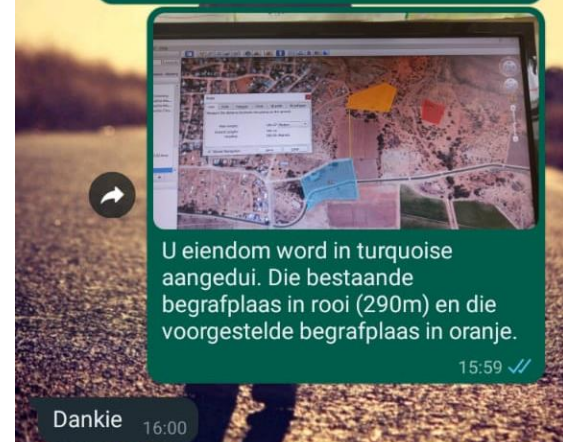 U eiendom word in turquoise
aangedui. Die bestaande
begrafplaas in rooi (290m) en die
voorgestelde begrafplaas in oranje.
15:59
Dankie 16:00